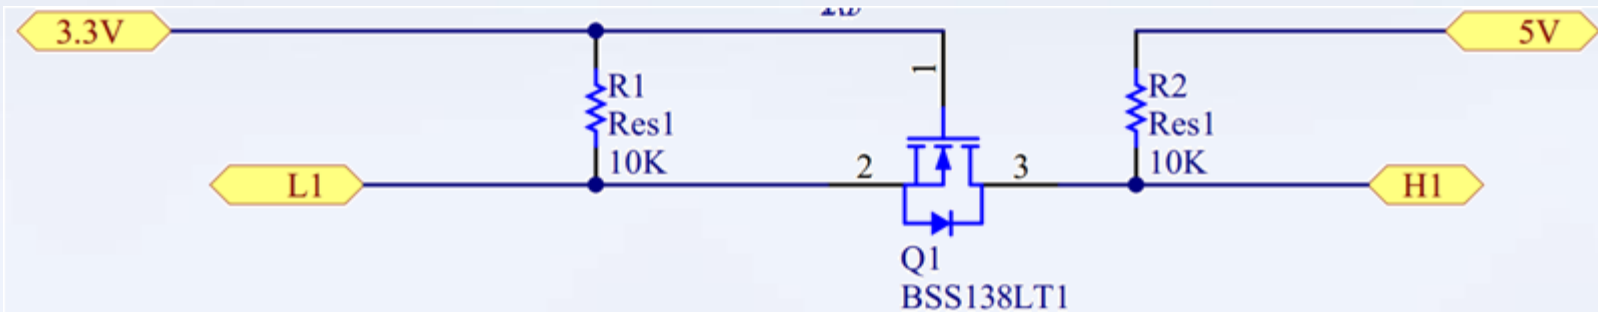 3.3V
5V
1
R1
Res1
10K
R2
Res1
10K
L1
2
3
H1
Q1
BSS138LT1